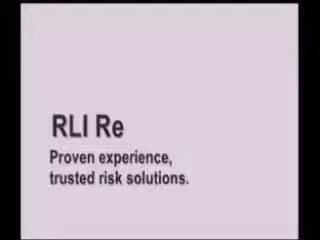 RLI Re
Proven experience,
trusted risk solutions.